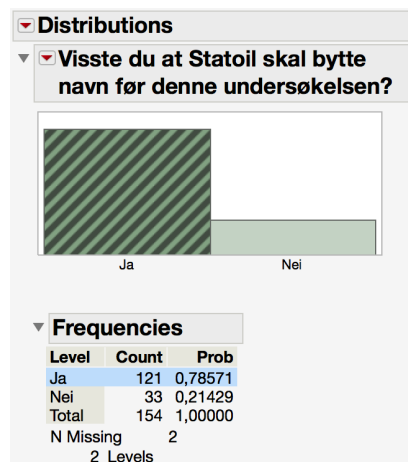 Distributions
Visste du at Statoil skal bytte
navn før denne undersøkelsen?
Ja Nei
Frequencies
Level Count Prob
Ja 121 0,78571
Nei 33 0,21429
Total 154 1,00000
N Missing 2
2 Levels